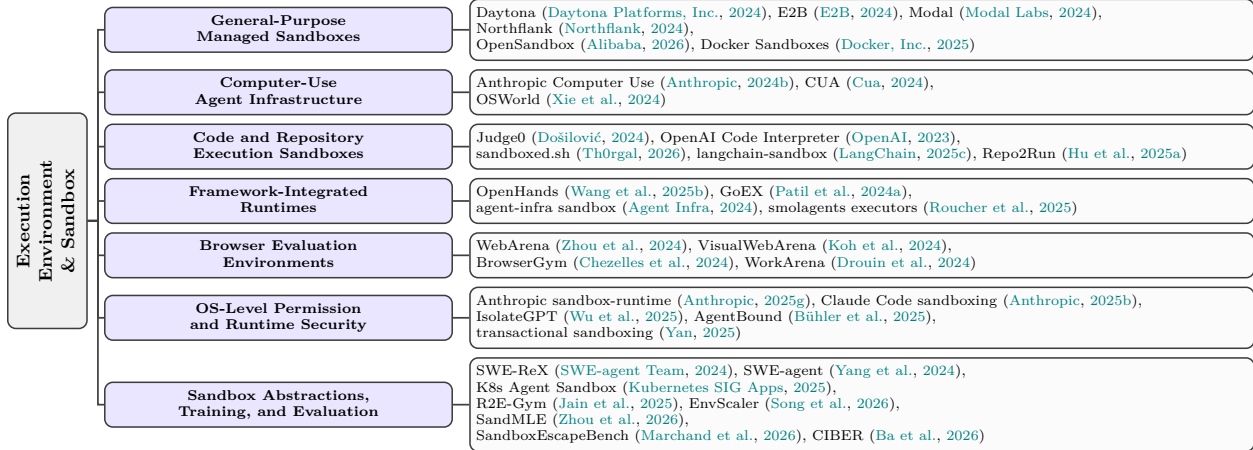 Execution
Environment
& Sandbox
General-Purpose
Managed Sandboxes
Daytona (Daytona Platforms, Inc., 2024), E2B (E2B, 2024), Modal (Modal Labs, 2024),
Northflank (Northflank, 2024),
OpenSandbox (Alibaba, 2026), Docker Sandboxes (Docker, Inc., 2025)
Computer-Use
Agent Infrastructure
Anthropic Computer Use (Anthropic, 2024b), CUA (Cua, 2024),
OSWorld (Xie et al., 2024)
Code and Repository
Execution Sandboxes
Judge0 (Došilović, 2024), OpenAI Code Interpreter (OpenAI, 2023),
sandboxed.sh (Th0rgal, 2026), langchain-sandbox (LangChain, 2025c), Repo2Run (Hu et al., 2025a)
Framework-Integrated
Runtimes
OpenHands (Wang et al., 2025b), GoEX (Patil et al., 2024a),
agent-infra sandbox (Agent Infra, 2024), smolagents executors (Roucher et al., 2025)
Browser Evaluation
Environments
WebArena (Zhou et al., 2024), VisualWebArena (Koh et al., 2024),
BrowserGym (Chezelles et al., 2024), WorkArena (Drouin et al., 2024)
OS-Level Permission
and Runtime Security
Anthropic sandbox-runtime (Anthropic, 2025g), Claude Code sandboxing (Anthropic, 2025b),
IsolateGPT (Wu et al., 2025), AgentBound (Bühler et al., 2025),
transactional sandboxing (Yan, 2025)
Sandbox Abstractions,
Training, and Evaluation
SWE-ReX (SWE-agent Team, 2024), SWE-agent (Yang et al., 2024),
K8s Agent Sandbox (Kubernetes SIG Apps, 2025),
R2E-Gym (Jain et al., 2025), EnvScaler (Song et al., 2026),
SandMLE (Zhou et al., 2026),
SandboxEscapeBench (Marchand et al., 2026), CIBER (Ba et al., 2026)